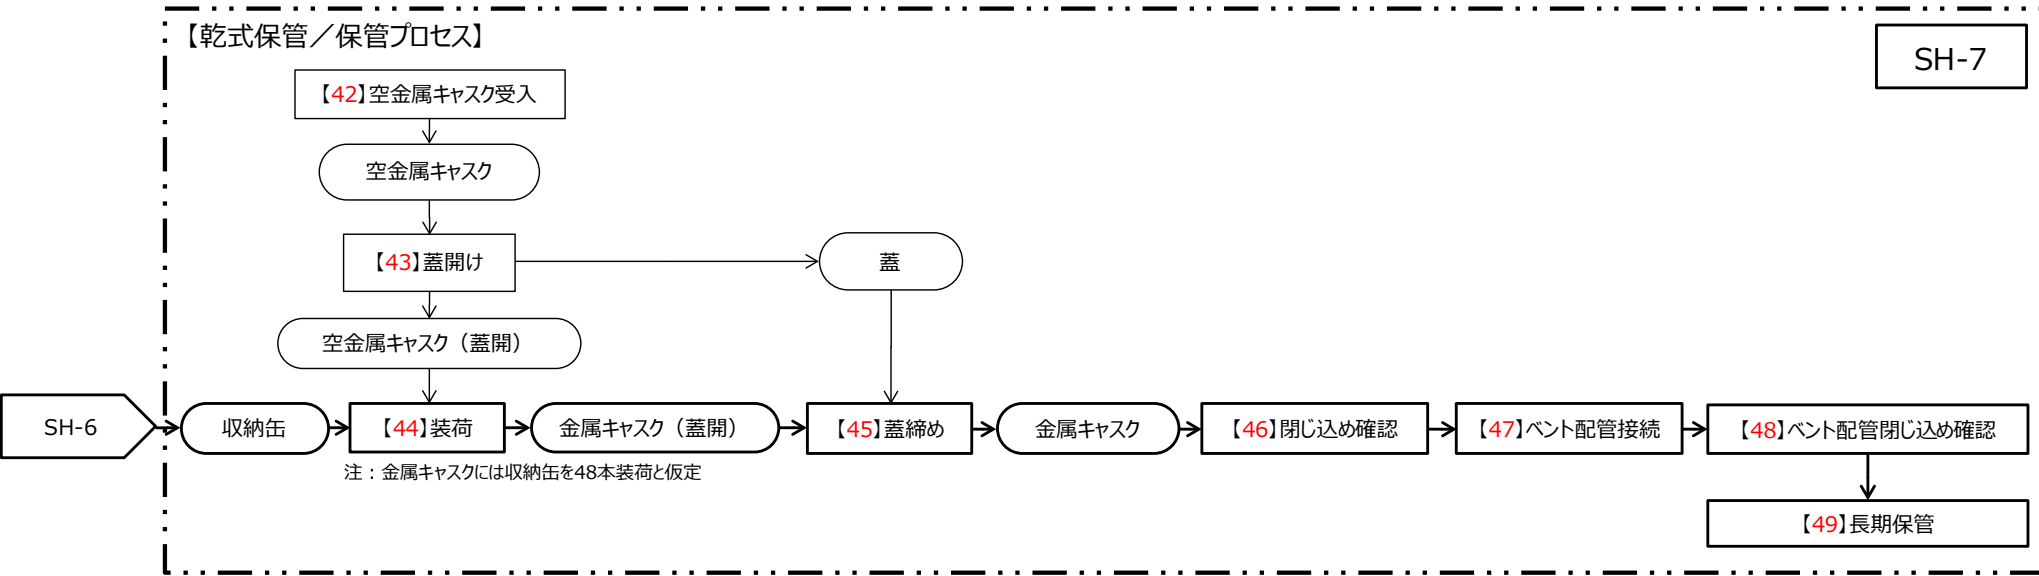 【乾式保管／保管プロセス】
SH-7
【42】空金属キャスク受入
空金属キャスク
【43】蓋開け
蓋
空金属キャスク（蓋開）
SH-6
収納缶
【44】装荷
金属キャスク（蓋開）
【45】蓋締め
金属キャスク
【46】閉じ込め確認
【47】ベント配管接続
【48】ベント配管閉じ込め確認
注：金属キャスクには収納缶を48本装荷と仮定
【49】長期保管